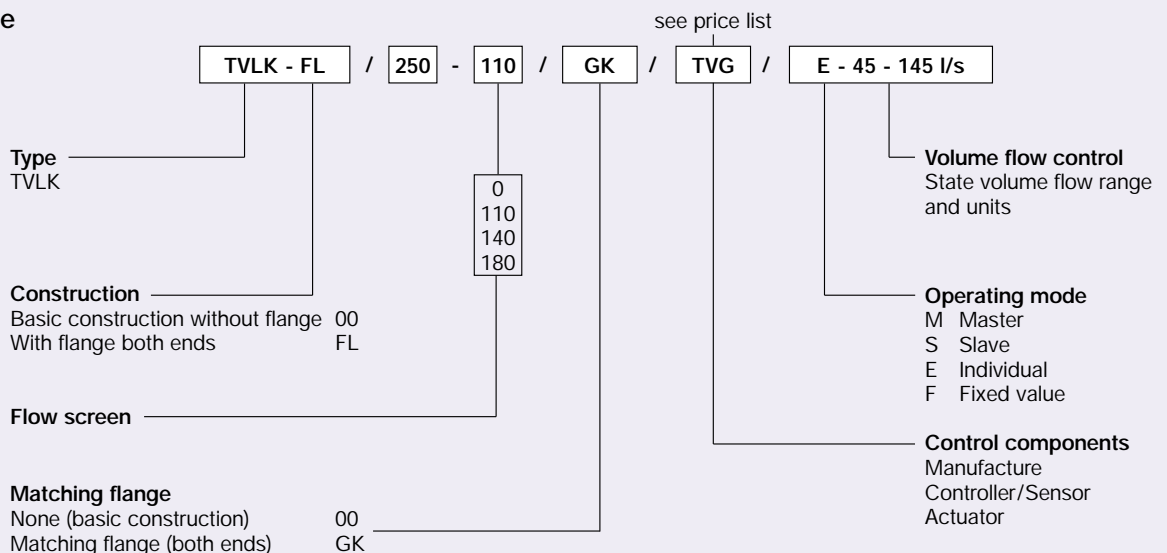 e
see price list
TVLK - FL / 250 - 110 / GK / TVG / E - 45 - 145 l/s
Type
TVLK
0
110
140
180
Construction
Basic construction without flange 00
With flange both ends FL
Flow screen
Matching flange
None (basic construction) 00
Matching flange (both ends) GK
Volume flow control
State volume flow range
and units
Operating mode
M Master
S Slave
E Individual
F Fixed value
Control components
Manufacture
Controller/Sensor
Actuator